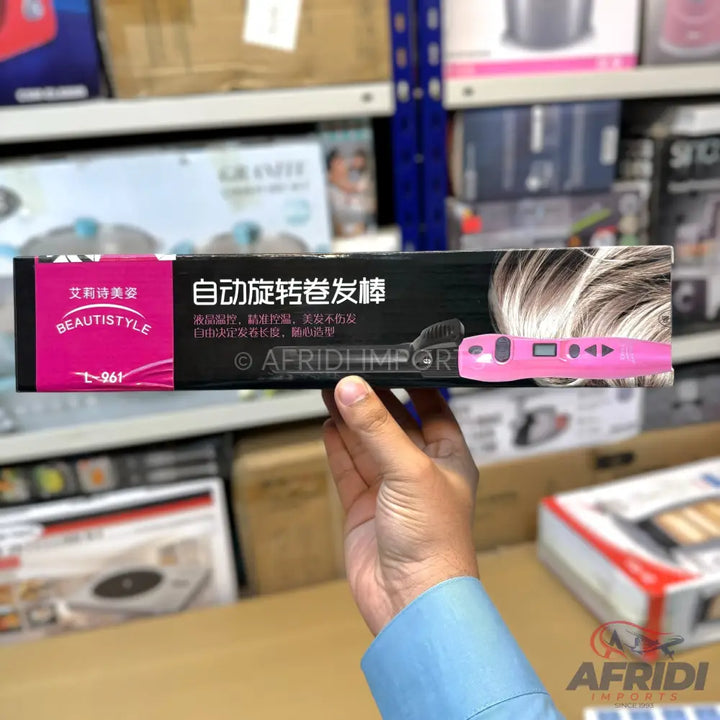 GRANITE
艾莉诗美姿
BEAUTISTYLE
L-961
自动旋转卷发棒
液晶温控，精准控温，美发不伤发
自由决定发卷长度，随心造型
© AFRIDI IMPORTS
AFRIDI
IMPORTS
SINCE 1993